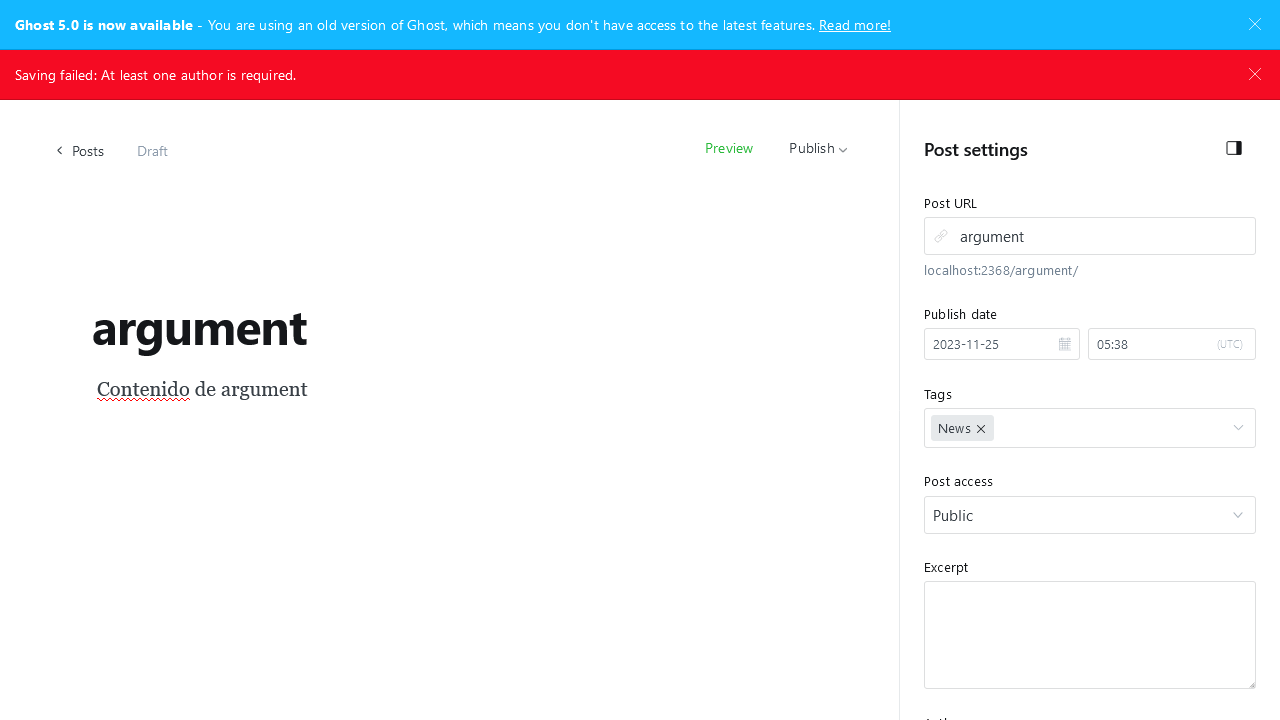 Ghost 5.0 is now available - You are using an old version of Ghost, which means you don't have access to the latest features. Read more!
Saving failed: At least one author is required.
Posts
Draft
Preview
Publish
argument
Contenido de argument
Post settings
Post URL
argument
localhost:2368/argument/
Publish date
2023-11-25
05:38
(UTC)
Tags
News
Post access
Public
Excerpt